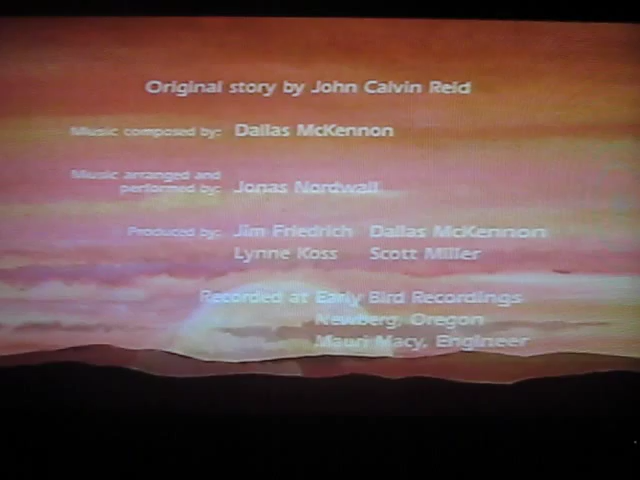 Original story by John Calvin Reid
Music composed by: Dallas McKennon
Music arranged and
performed by: Jonas Nordwall
Produced by: Jim Friedrich Dallas McKennon
Lynne Koss Scott Miller
Recorded at Early Bird Recordings
Newberg, Oregon
Mauri Macy, Engineer